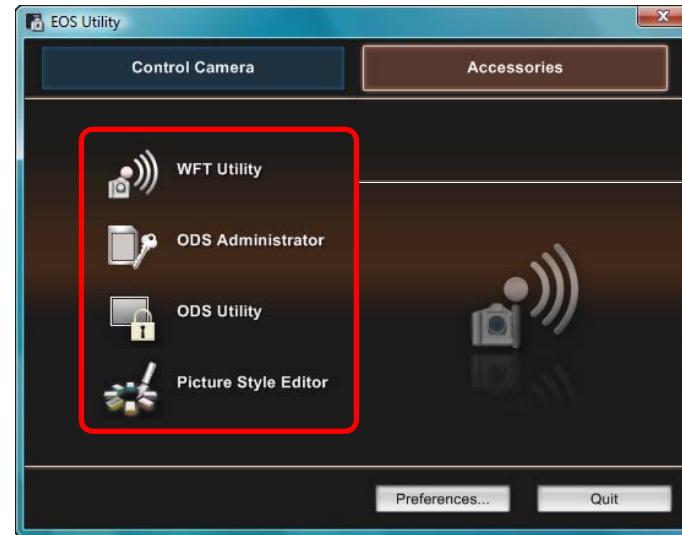 EOS Utility
Control Camera
Accessories
WFT Utility
ODS Administrator
ODS Utility
Picture Style Editor
Preferences...
Quit